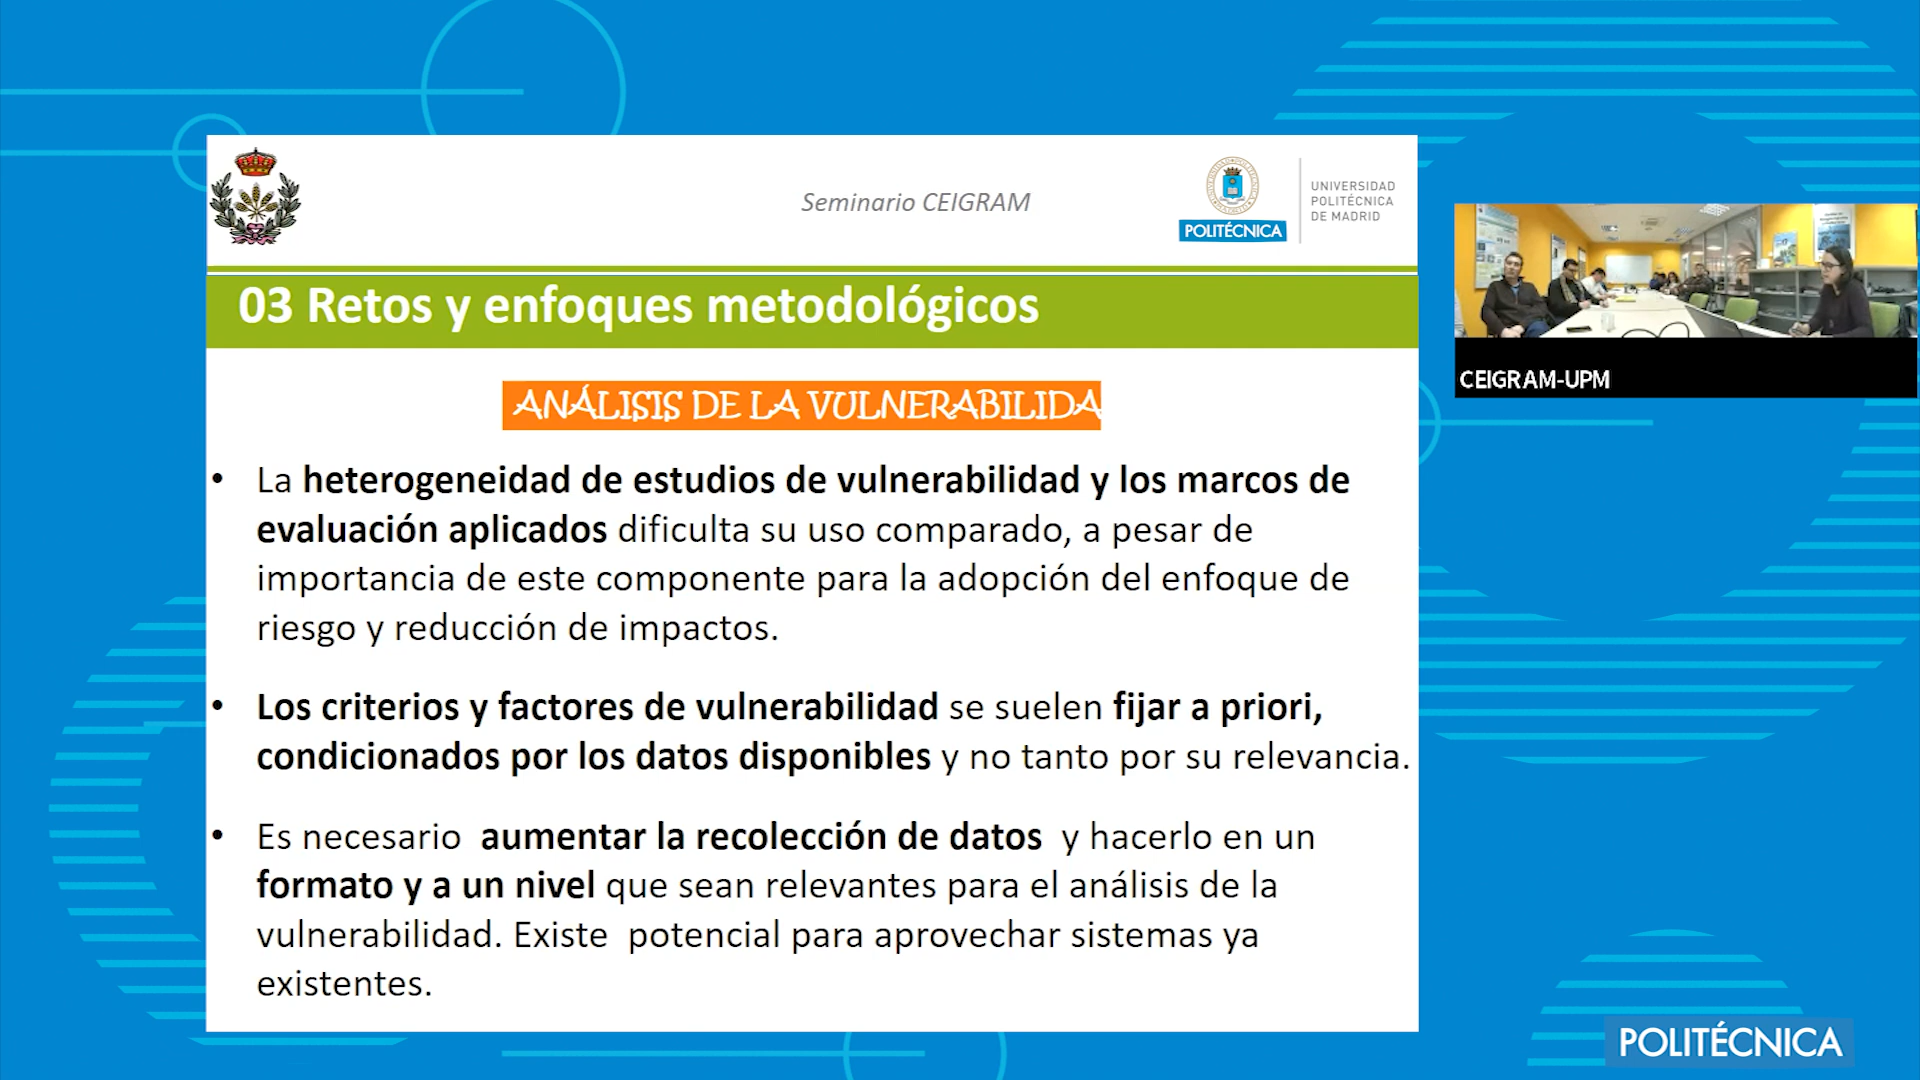 Seminario CEIGRAM
POLITÉCNICA
UNIVERSIDAD
POLITÉCNICA
DE MADRID
03 Retos y enfoques metodológicos
ANÁLISIS DE LA VULNERABILIDA
• La heterogeneidad de estudios de vulnerabilidad y los marcos de
evaluación aplicados dificulta su uso comparado, a pesar de
importancia de este componente para la adopción del enfoque de
riesgo y reducción de impactos.
• Los criterios y factores de vulnerabilidad se suelen fijar a priori,
condicionados por los datos disponibles y no tanto por su relevancia.
• Es necesario aumentar la recolección de datos y hacerlo en un
formato y a un nivel que sean relevantes para el análisis de la
vulnerabilidad. Existe potencial para aprovechar sistemas ya
existentes.
CEIGRAM-UPM
POLITÉCNICA